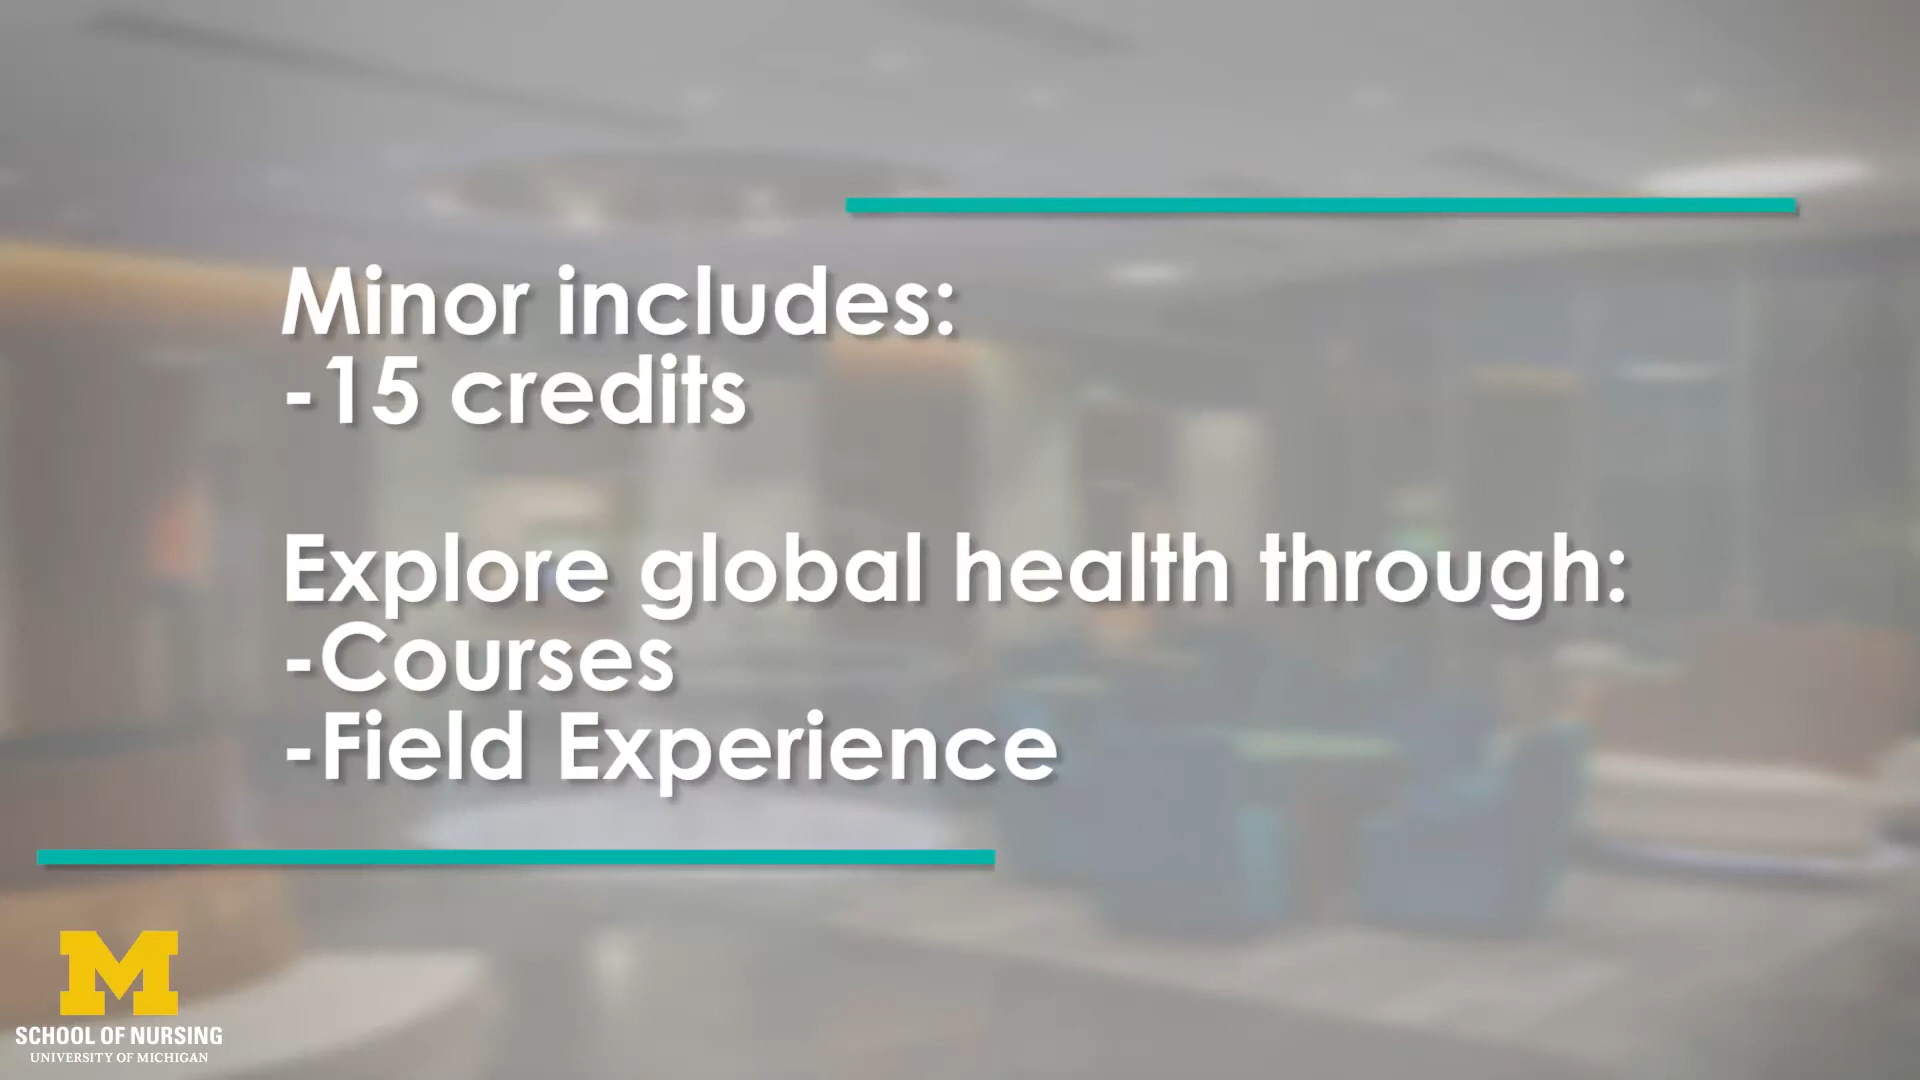 Minor includes:
-15 credits
Explore global health through:
-Courses
-Field Experience
M
SCHOOL OF NURSING
UNIVERSITY OF MICHIGAN